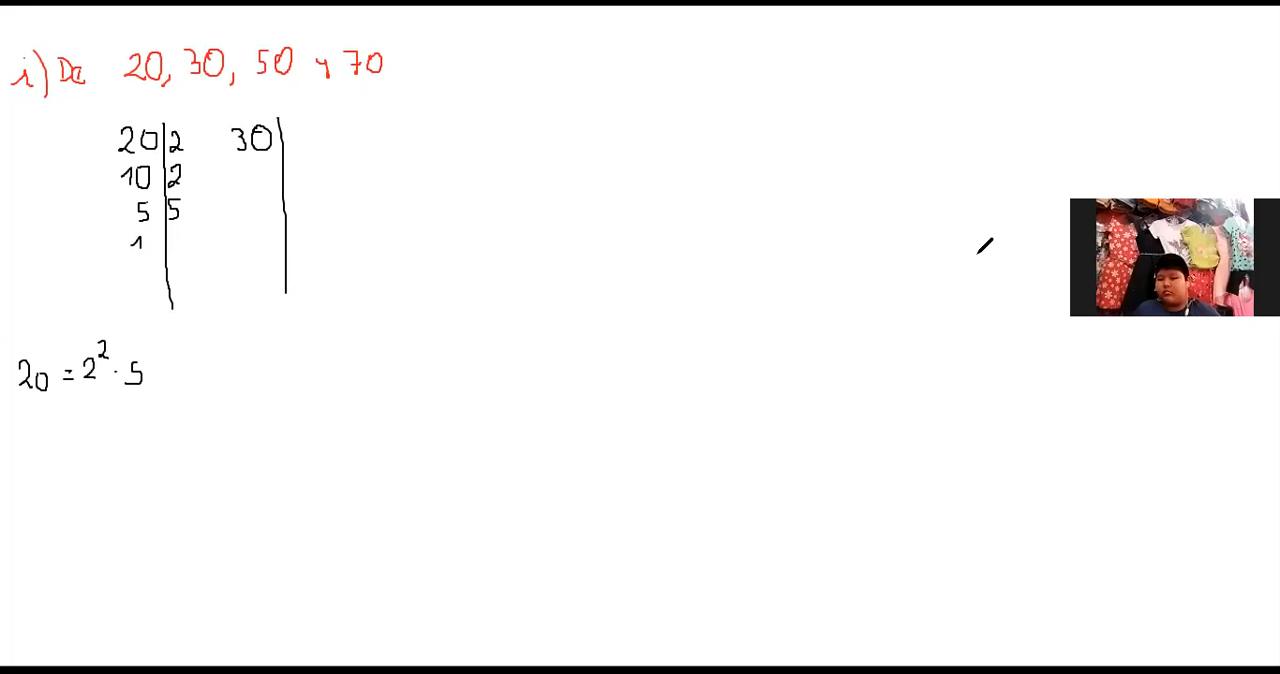 i) De 20, 30, 50 y 70
20|2 30|
10|2
5|5
1
20 = 2² · 5